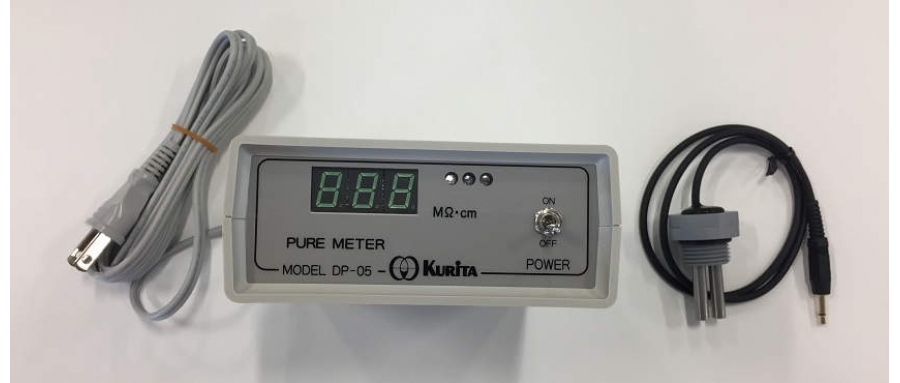 888
MΩ·cm
ON
OFF
POWER
PURE METER
MODEL DP-05 KURITA